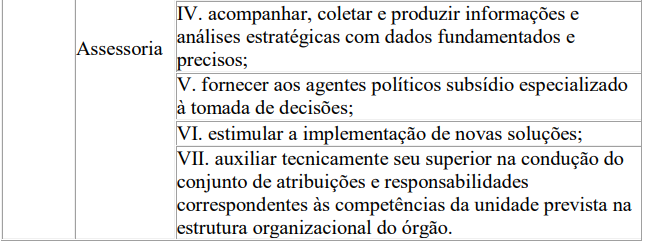 IV. acompanhar, coletar e produzir informações e
análises estratégicas com dados fundamentados e
precisos;
Assessoria
V. fornecer aos agentes políticos subsídio especializado
à tomada de decisões;
VI. estimular a implementação de novas soluções;
VII. auxiliar tecnicamente seu superior na condução do
conjunto de atribuições e responsabilidades
correspondentes às competências da unidade prevista na
estrutura organizacional do órgão.